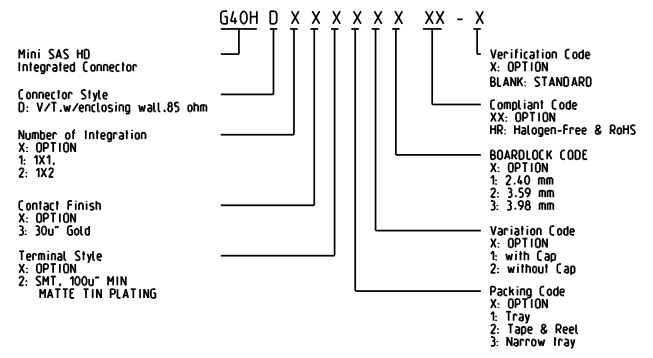 G40H D X X X X X X XX - X
Mini SAS HD
Integrated Connector
Connector Style
D: V/T.w/enclosing wall.85 ohm
Number of Integration
X: OPTION
1: 1X1.
2: 1X2
Contact Finish
X: OPTION
3: 30u" Gold
Terminal Style
X: OPTION
2: SMT, 100u" MIN
MATTE TIN PLATING
Verification Code
X: OPTION
BLANK: STANDARD
Compliant Code
XX: OPTION
HR: Halogen-Free & RoHS
BOARDLOCK CODE
X: OPTION
1: 2.40 mm
2: 3.59 mm
3: 3.98 mm
Variation Code
X: OPTION
1: with Cap
2: without Cap
Packing Code
X: OPTION
1: Tray
2: Tape & Reel
3: Narrow tray